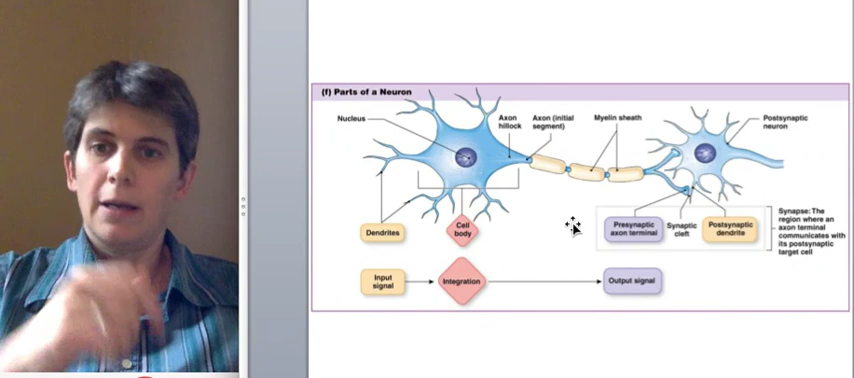 (f) Parts of a Neuron
Nucleus
Axon
hillock
Axon (initial
segment)
Myelin sheath
Postsynaptic
neuron
Dendrites
Cell
body
Presynaptic
axon terminal
Synaptic
cleft
Postsynaptic
dendrite
Synapse: The
region where an
axon terminal
communicates with
its postsynaptic
target cell
Input
signal
Integration
Output signal